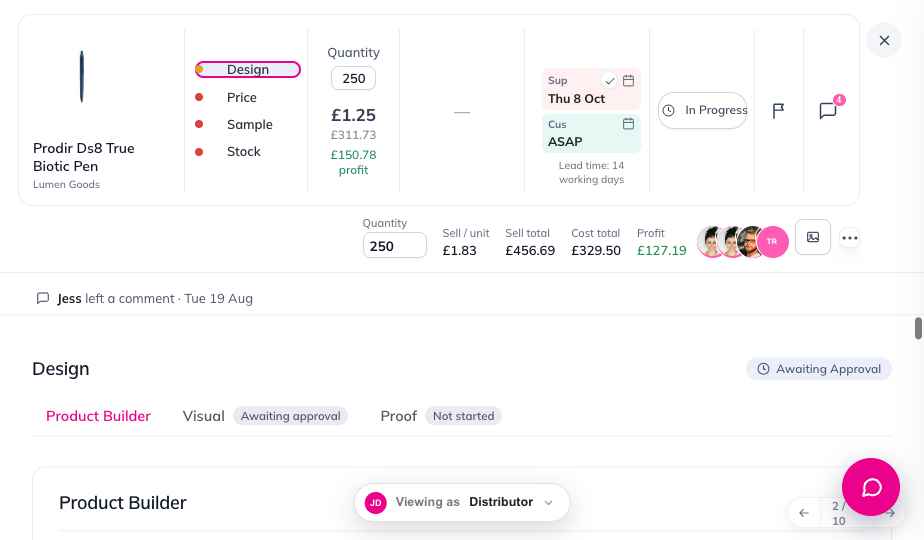 Prodir Ds8 True
Biotic Pen
Lumen Goods
Design
Price
Sample
Stock
Quantity
250
£1.25
£311.73
£150.78
profit
—
Sup
Thu 8 Oct
Cus
ASAP
Lead time: 14
working days
In Progress
4
Quantity
250
Sell / unit
£1.83
Sell total
£456.69
Cost total
£329.50
Profit
£127.19
TR
Jess left a comment · Tue 19 Aug
Design
Awaiting Approval
Product Builder
Visual Awaiting approval
Proof Not started
Product Builder
JD Viewing as Distributor
2 /
10